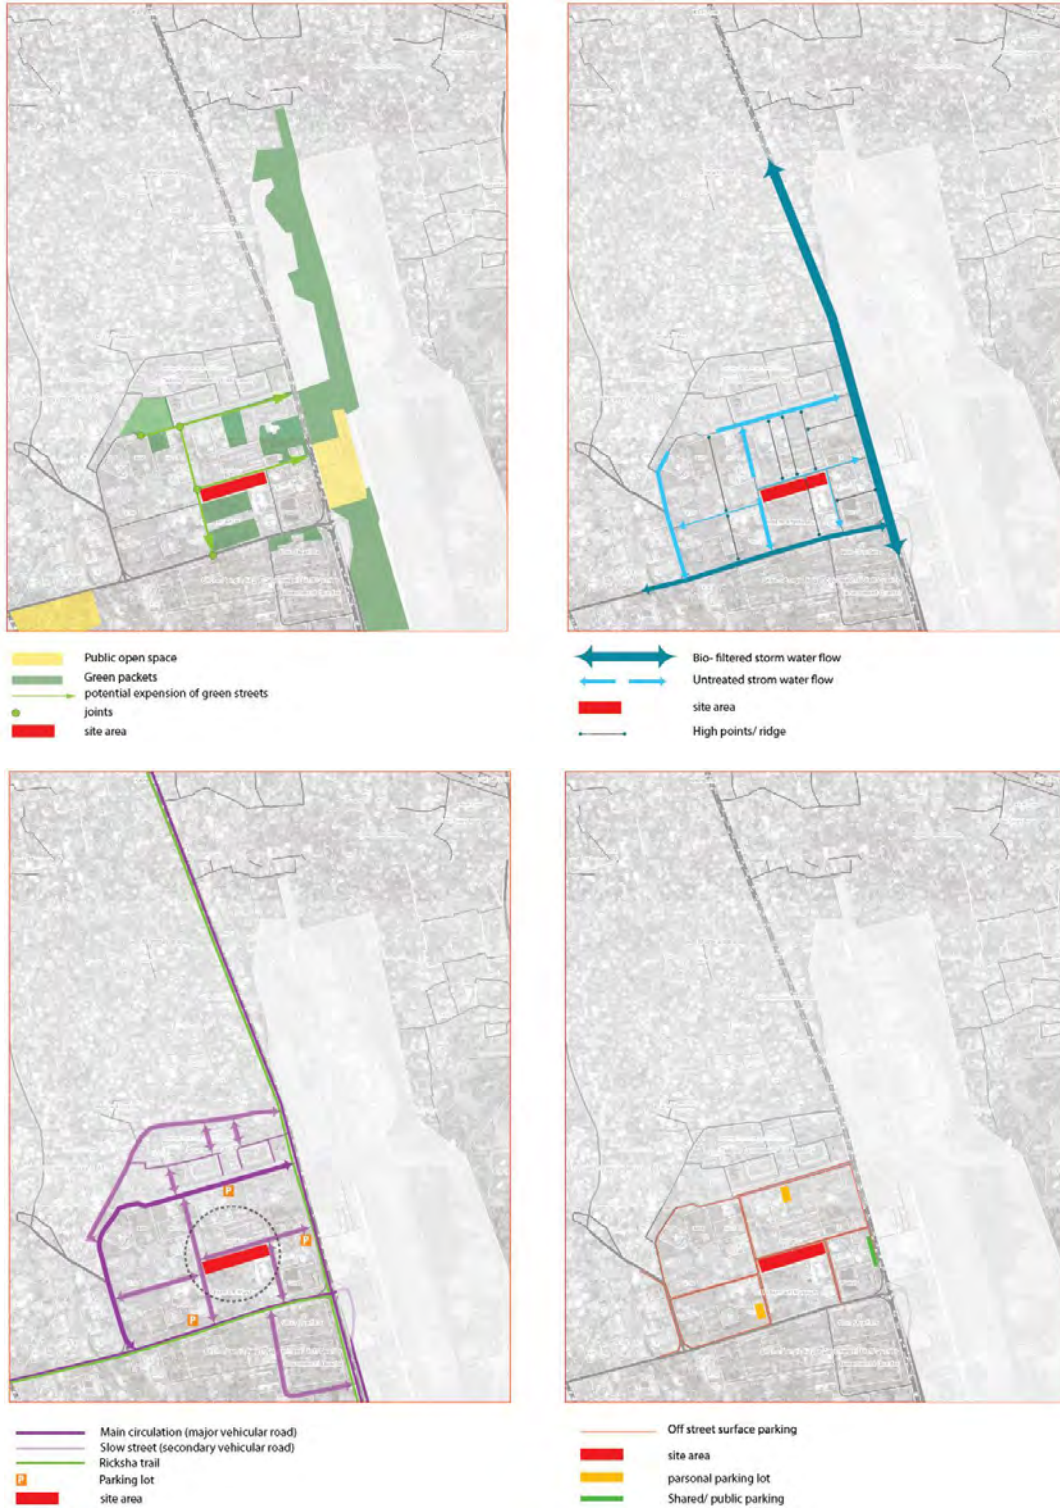 Public open space
Green packets
potential expension of green streets
joints
site area
Bio- filtered storm water flow
Untreated strom water flow
site area
High points/ ridge
P
P
P
Main circulation (major vehicular road)
Slow street (secondary vehicular road)
Ricksha trail
P Parking lot
site area
Off street surface parking
site area
parsonal parking lot
Shared/ public parking